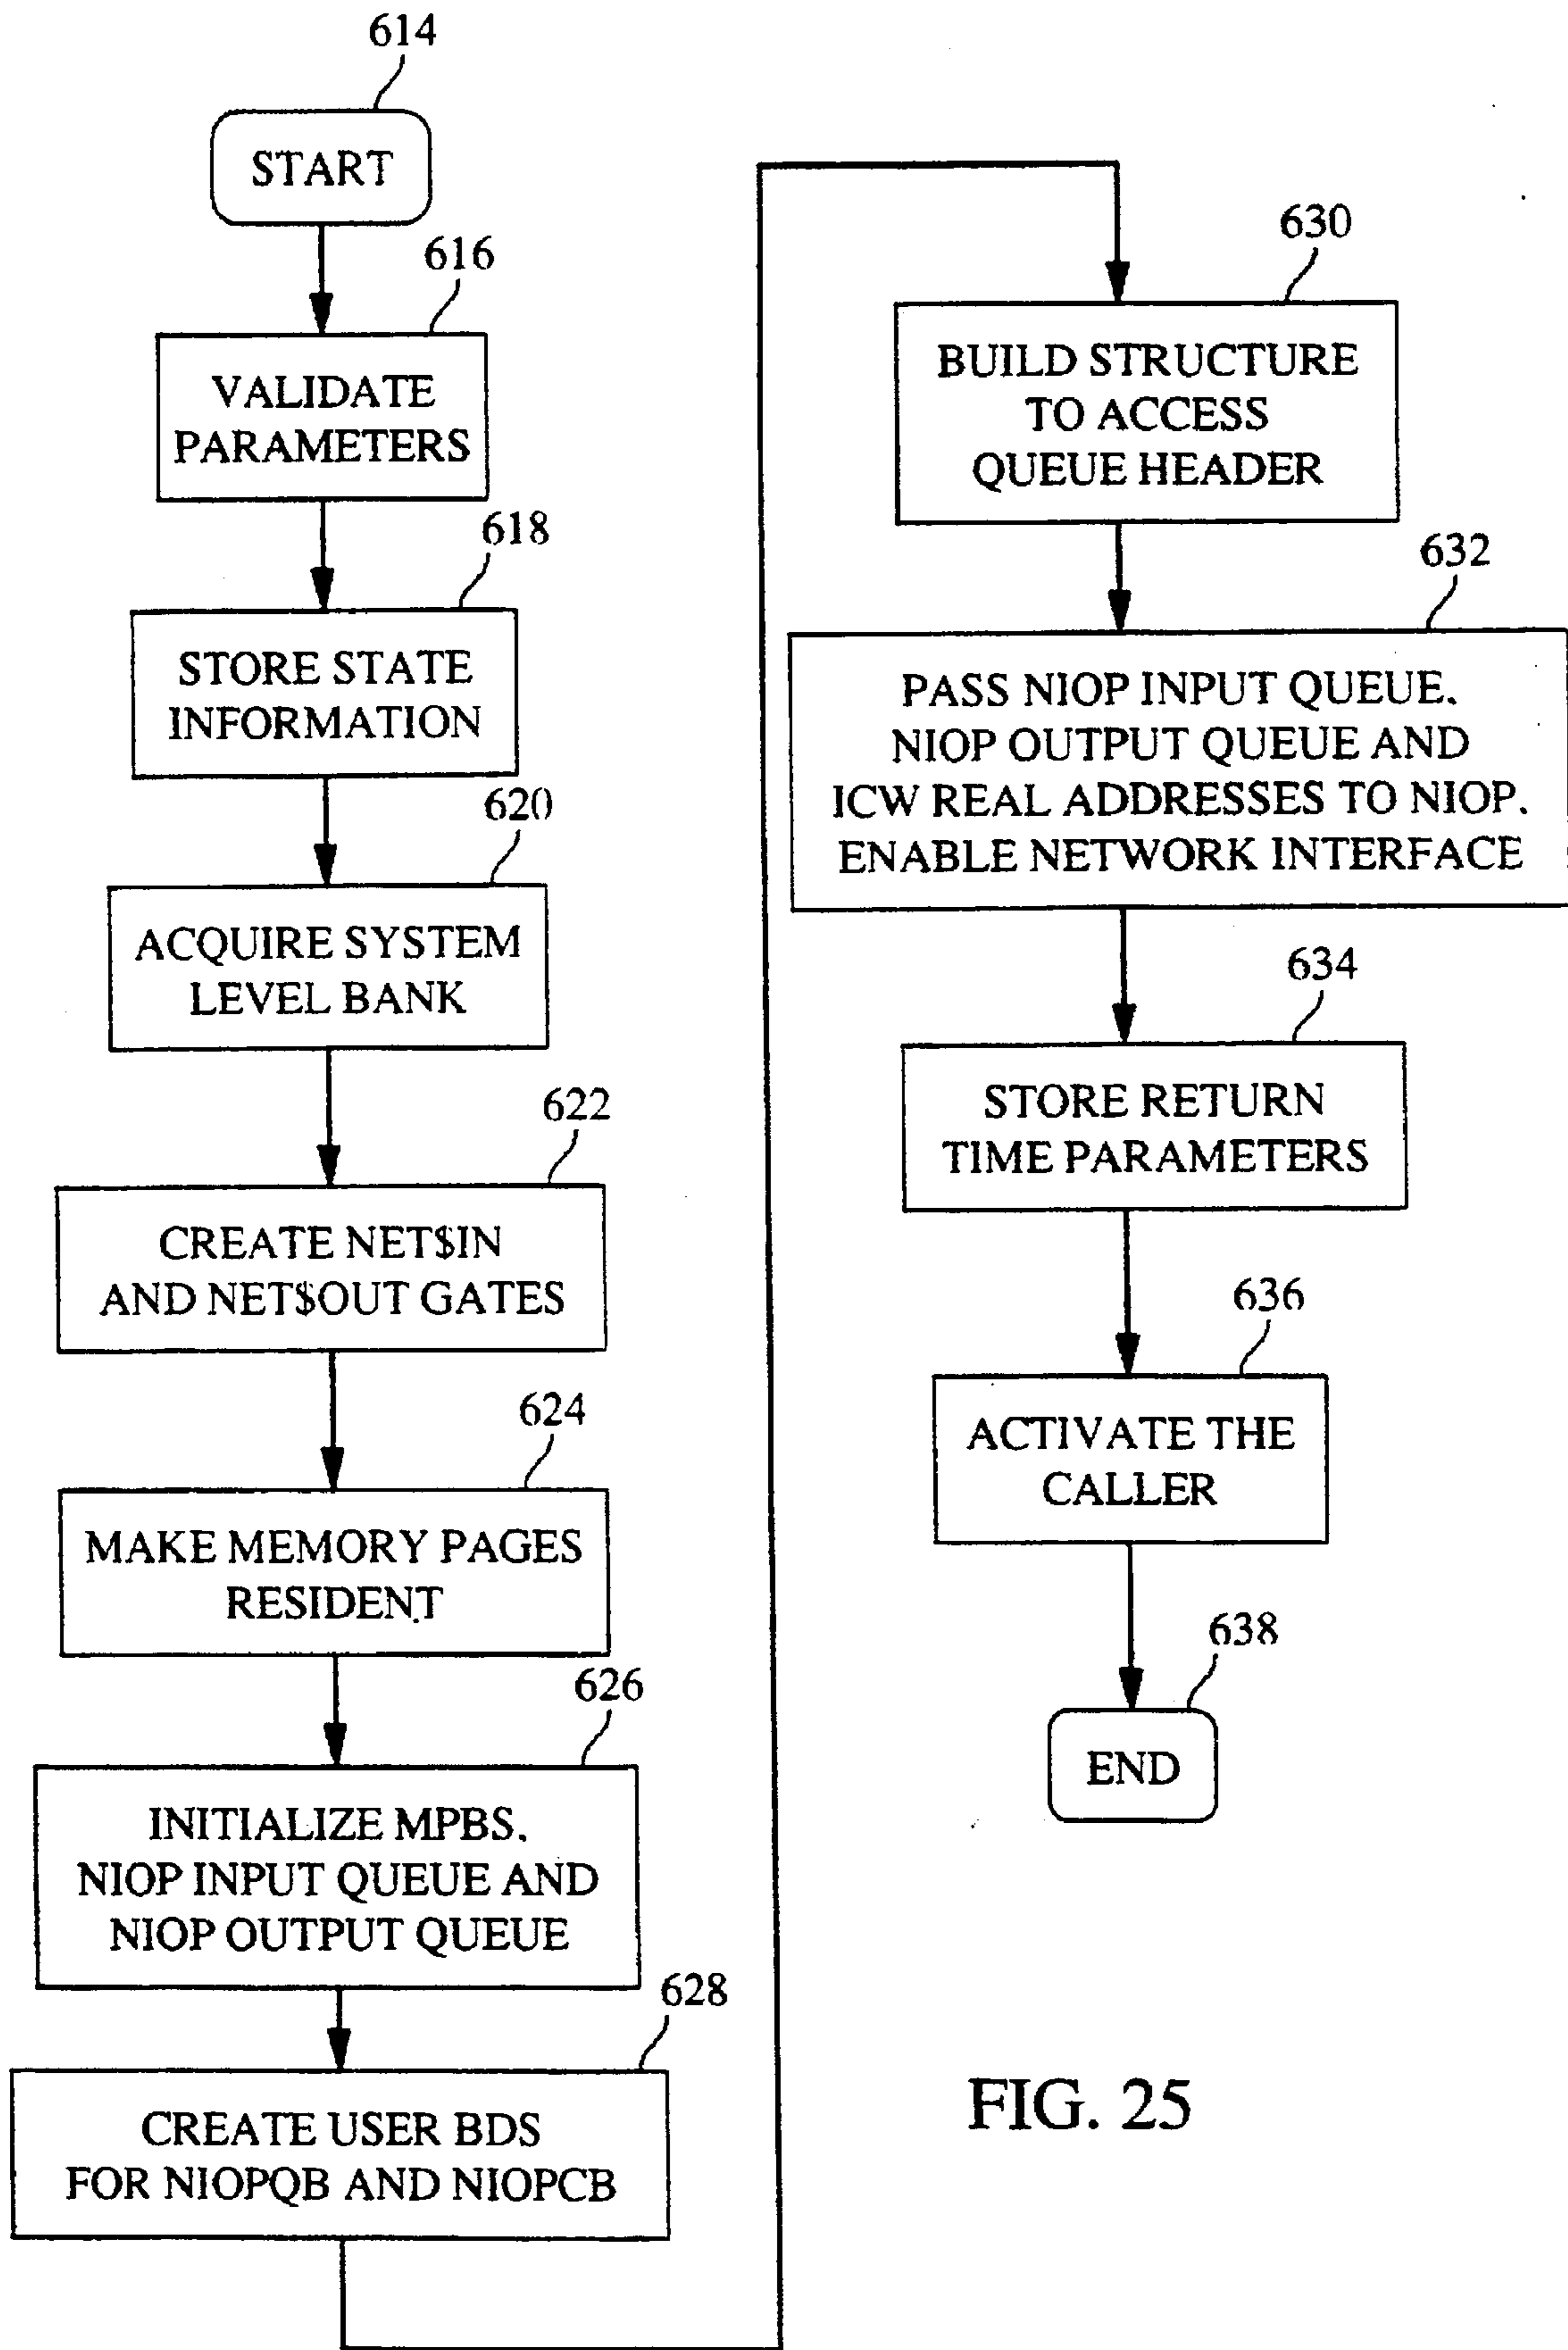 614
START
616
VALIDATE
PARAMETERS
618
STORE STATE
INFORMATION
620
ACQUIRE SYSTEM
LEVEL BANK
622
CREATE NET$IN
AND NET$OUT GATES
624
MAKE MEMORY PAGES
RESIDENT
626
INITIALIZE MPBS,
NIOP INPUT QUEUE AND
NIOP OUTPUT QUEUE
628
CREATE USER BDS
FOR NIOPQB AND NIOPCB
630
BUILD STRUCTURE
TO ACCESS
QUEUE HEADER
632
PASS NIOP INPUT QUEUE,
NIOP OUTPUT QUEUE AND
ICW REAL ADDRESSES TO NIOP.
ENABLE NETWORK INTERFACE
634
STORE RETURN
TIME PARAMETERS
636
ACTIVATE THE
CALLER
638
END
FIG. 25